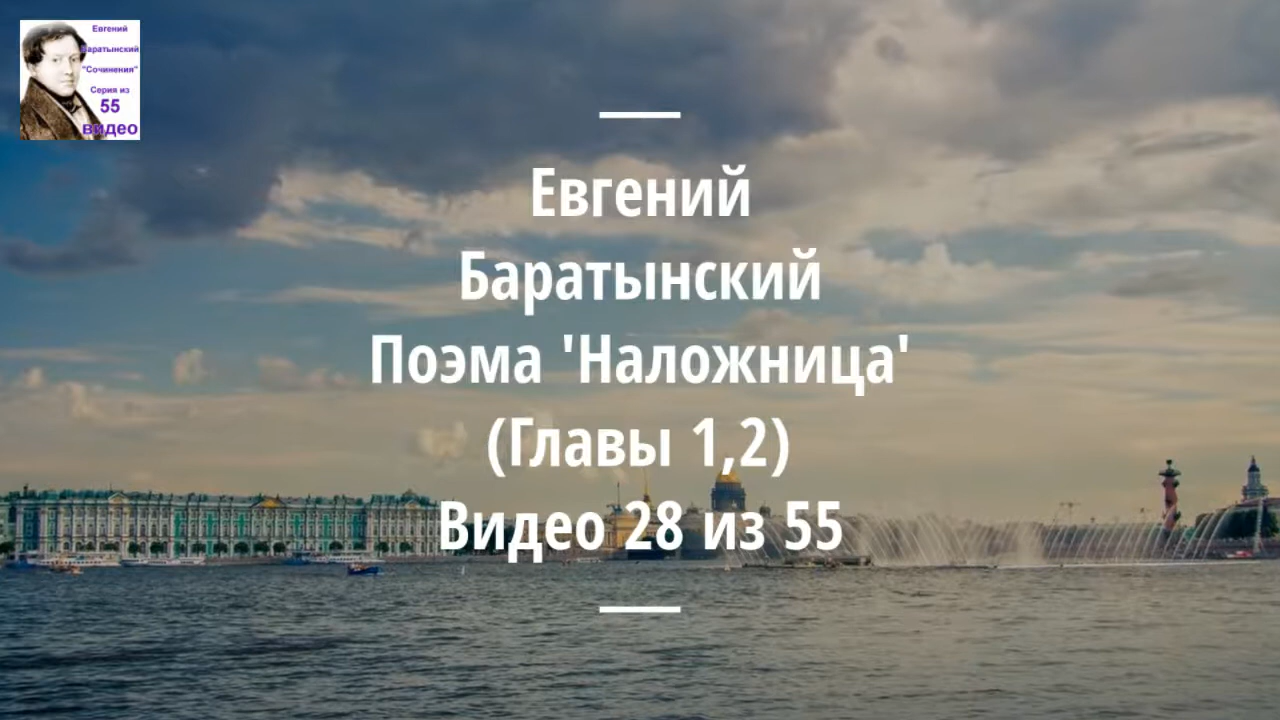 Евгений
Баратынский
"Сочинения"
Серия из
55
видео
Евгений
Баратынский
Поэма 'Наложница'
(Главы 1,2)
Видео 28 из 55